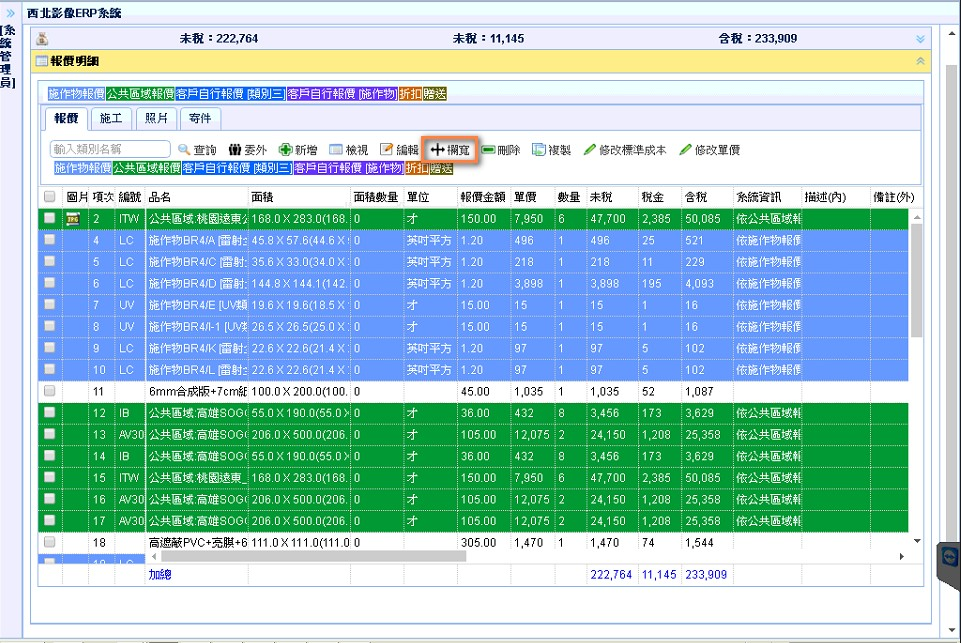 西北影像ERP系統
[系統管理員]
未稅：222,764 未稅：11,145 含稅：233,909
報價明細
施作物報價 公共區域報價 客戶自行報價 [類別三] 客戶自行報價 [施作物] 折扣 贈送
報價 施工 照片 寄件
輸入類別名稱 查詢 委外 新增 檢視 編輯 欄寬 刪除 複製 修改標準成本 修改單價
施作物報價 公共區域報價 客戶自行報價 [類別三] 客戶自行報價 [施作物] 折扣 贈送
圖片 項次 編號 品名 面積 面積數量 單位 報價金額 單價 數量 未稅 稅金 含稅 系統資訊 描述(內) 備註(外)
JPG 2 ITW 公共區域:桃園遠東 168.0 X 283.0(168. 0 才 150.00 7,950 6 47,700 2,385 50,085 依公共區域
4 LC 施作物BR4/A [雷射 45.8 X 57.6(44.6 X 0 英吋平方 1.20 496 1 496 25 521 依施作物報價
5 LC 施作物BR4/C [雷射 35.6 X 33.0(34.0 X 0 英吋平方 1.20 218 1 218 11 229 依施作物報價
6 LC 施作物BR4/D [雷射 144.8 X 144.1(142. 0 英吋平方 1.20 3,898 1 3,898 195 4,093 依施作物報價
7 UV 施作物BR4/E [UV類 19.6 X 19.6(18.5 X 0 才 15.00 15 1 15 1 16 依施作物報價
8 UV 施作物BR4/I-1 [UV 26.5 X 26.5(25.0 X 0 才 15.00 15 1 15 1 16 依施作物報價
9 LC 施作物BR4/K [雷射 22.6 X 22.6(21.4 X 0 英吋平方 1.20 97 1 97 5 102 依施作物報價
10 LC 施作物BR4/L [雷射 22.6 X 22.6(21.4 X 0 英吋平方 1.20 97 1 97 5 102 依施作物報價
11 6mm合成版+7cm紙 100.0 X 200.0(100. 0 45.00 1,035 1 1,035 52 1,087
12 IB 公共區域:高雄SOG 55.0 X 190.0(55.0 X 0 才 36.00 432 8 3,456 173 3,629 依公共區域
13 AV30 公共區域:高雄SOG 206.0 X 500.0(206. 0 才 105.00 12,075 2 24,150 1,208 25,358 依公共區域
14 IB 公共區域:高雄SOG 55.0 X 190.0(55.0 X 0 才 36.00 432 8 3,456 173 3,629 依公共區域
15 ITW 公共區域:桃園遠東_ 168.0 X 283.0(168. 0 才 150.00 7,950 6 47,700 2,385 50,085 依公共區域
16 AV30 公共區域:高雄SOG 206.0 X 500.0(206. 0 才 105.00 12,075 2 24,150 1,208 25,358 依公共區域
17 AV30 公共區域:高雄SOG 206.0 X 500.0(206. 0 才 105.00 12,075 2 24,150 1,208 25,358 依公共區域
18 高遮蔽PVC+亮膜+6 111.0 X 111.0(111.0 0 305.00 1,470 1 1,470 74 1,544
加總 222,764 11,145 233,909